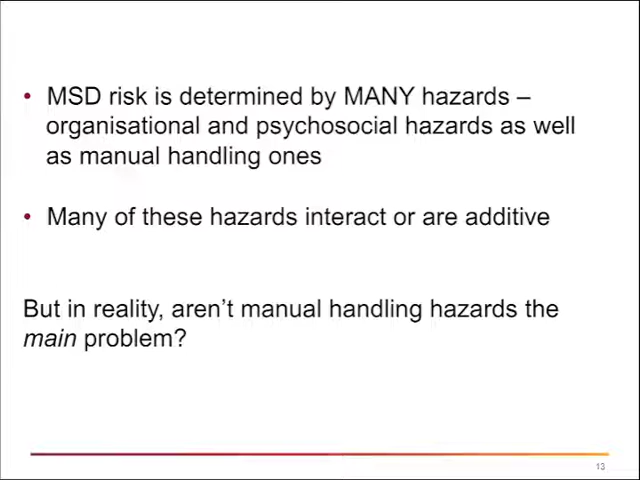 • MSD risk is determined by MANY hazards –
organisational and psychosocial hazards as well
as manual handling ones
• Many of these hazards interact or are additive
But in reality, aren’t manual handling hazards the
main problem?
13